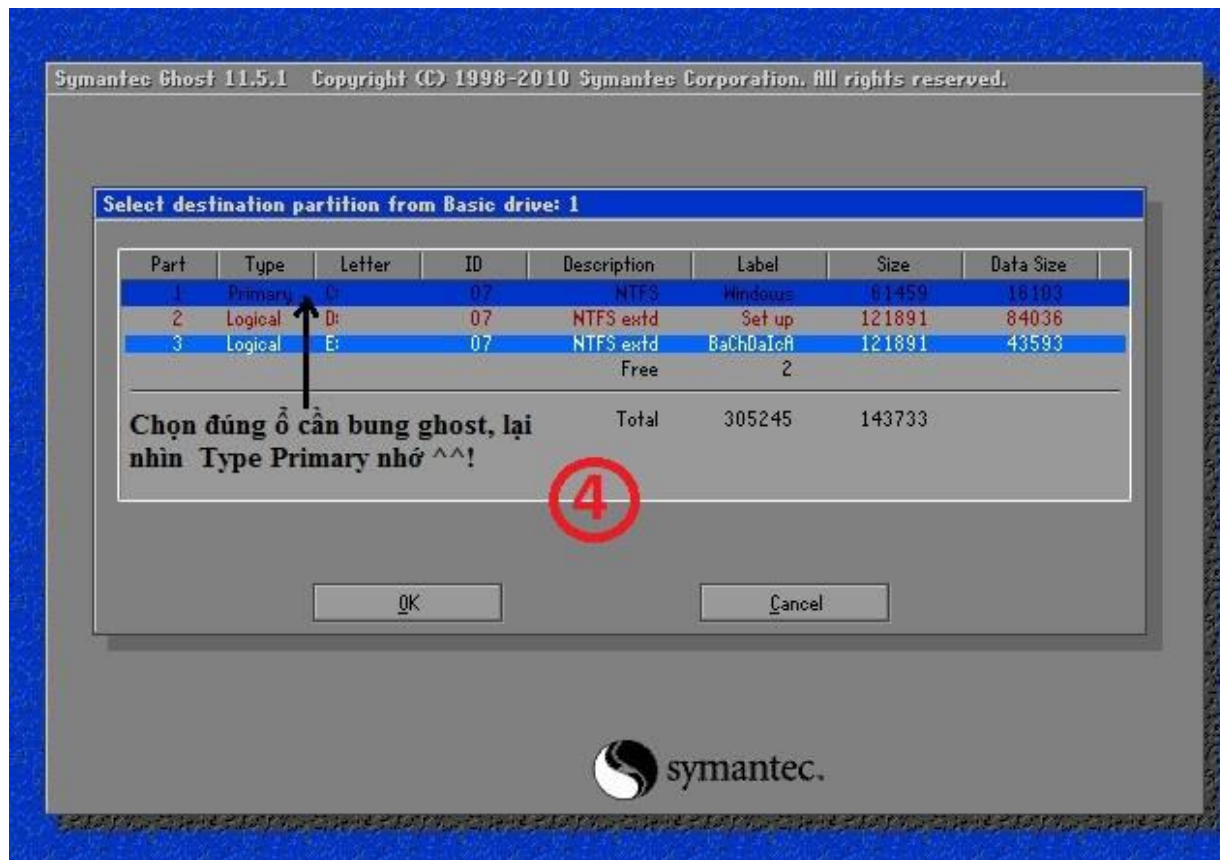 Symantec Ghost 11.5.1 Copyright (C) 1998-2010 Symantec Corporation. All rights reserved.
Select destination partition from Basic drive: 1
Part Type Letter ID Description Label Size Data Size
1 Primary C: 07 NTFS Windows 61459 16103
2 Logical D: 07 NTFS extd Set up 121891 84036
3 Logical E: 07 NTFS extd BaChDaIcA 121891 43593
Free 2
Total 305245 143733
Chọn đúng ổ cần bung ghost, lại
nhìn Type Primary nhớ ^^!
4
OK Cancel
symantec.